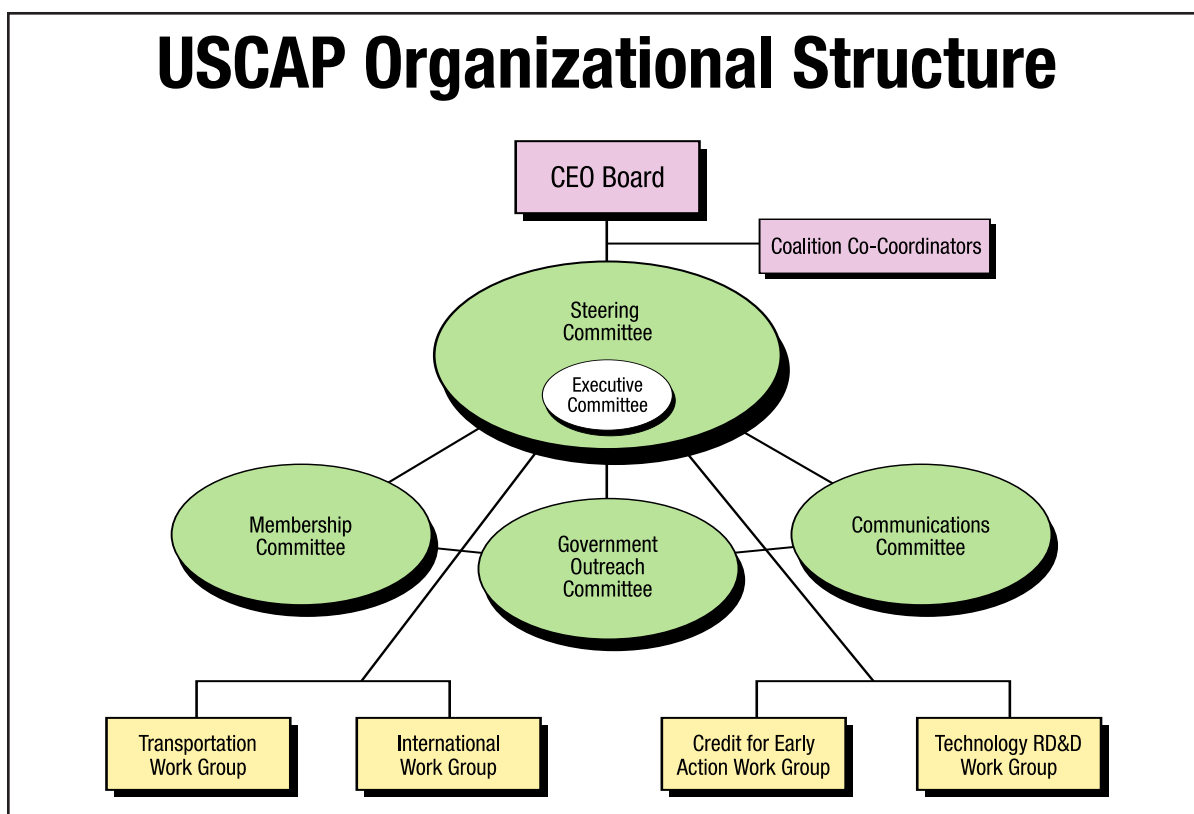 USCAP Organizational Structure
CEO Board
Coalition Co-Coordinators
Steering
Committee
Executive
Committee
Membership
Committee
Government
Outreach
Committee
Communications
Committee
Transportation
Work Group
International
Work Group
Credit for Early
Action Work Group
Technology RD&D
Work Group